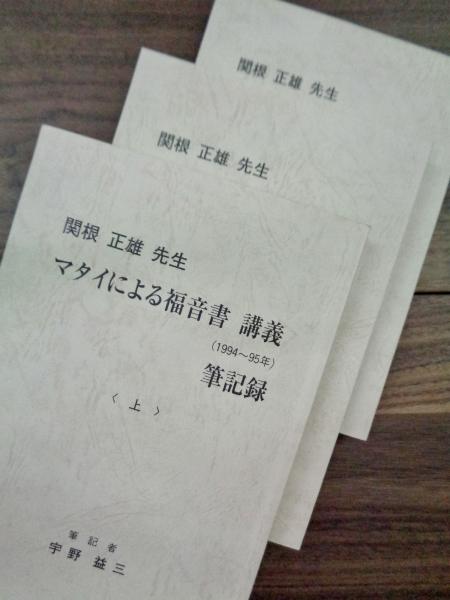 関根 正雄 先生
関根 正雄 先生
関根 正雄 先生
マタイによる福音書 講義
(1994〜95年)
筆記録
〈 上 〉
筆記者
宇野 益三